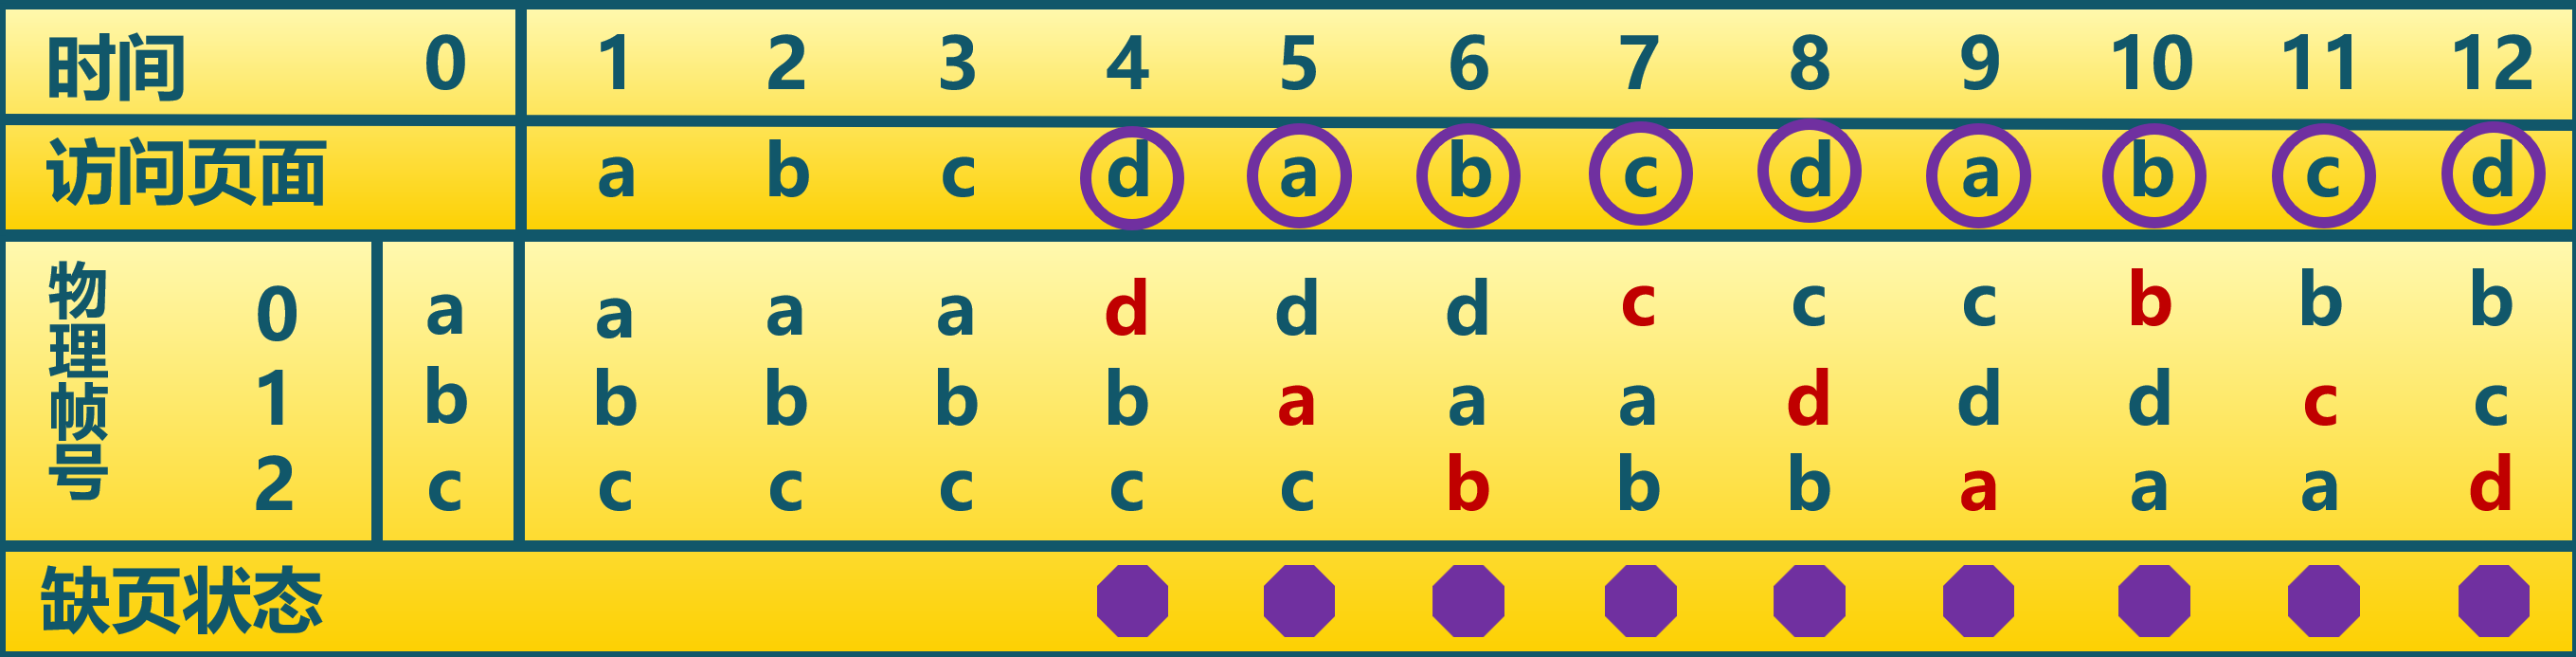 时间 0 1 2 3 4 5 6 7 8 9 10 11 12
访问页面 a b c d a b c d a b c d
物理帧号
0 a a a a d d d c c c b b b
1 b b b b b a a a d d d c c
2 c c c c c c b b b a a a d
缺页状态